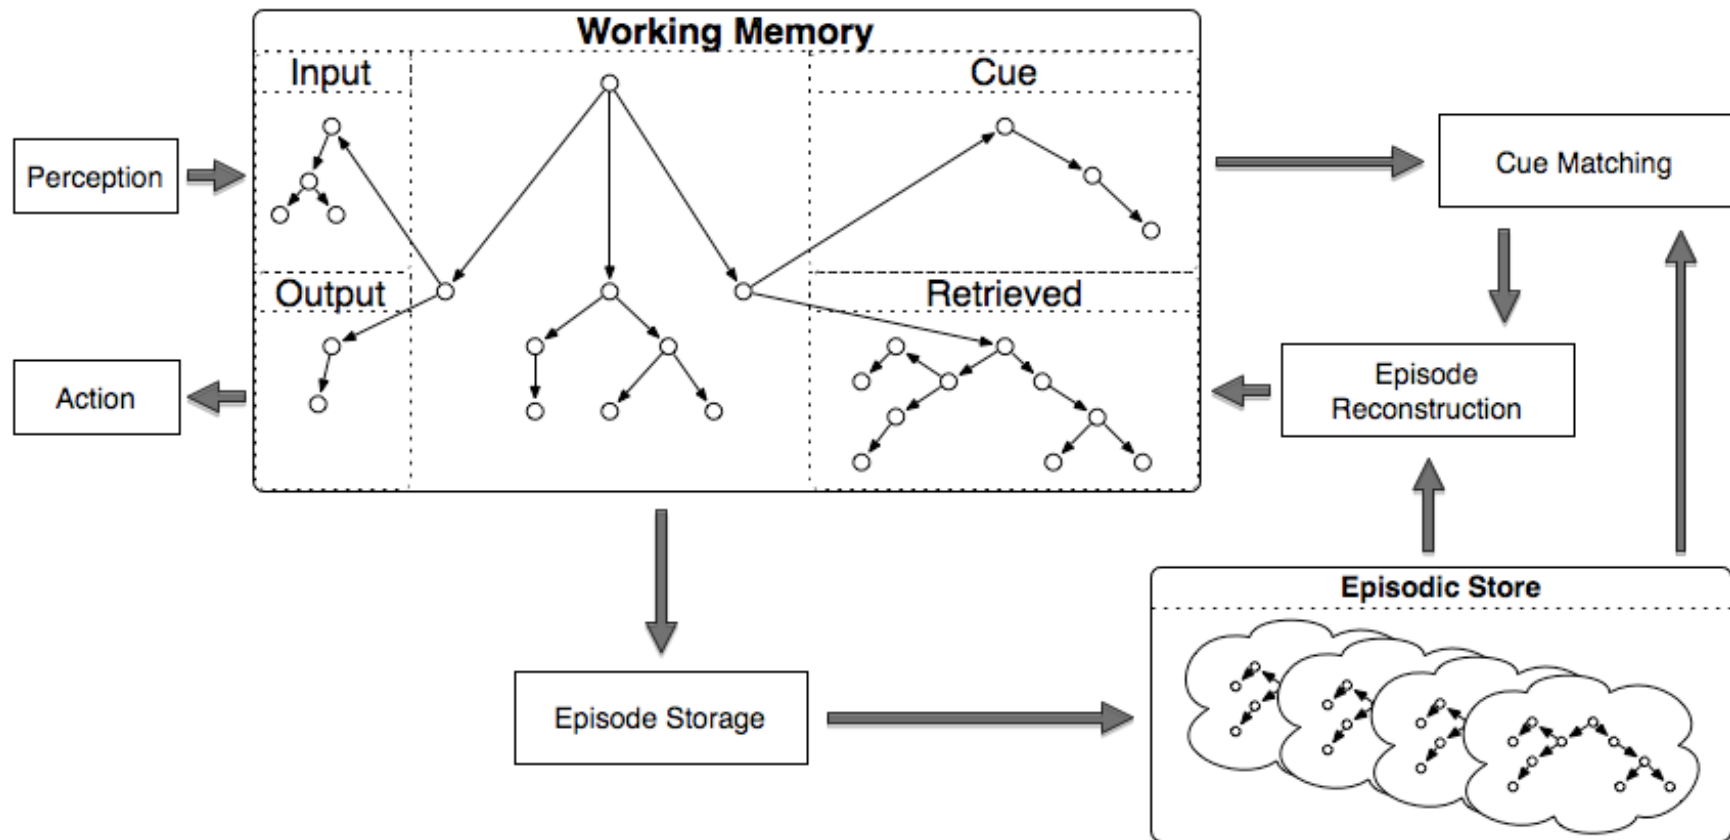 Working Memory
Input
Cue
Perception
Cue Matching
Output
Retrieved
Action
Episode
Reconstruction
Episodic Store
Episode Storage